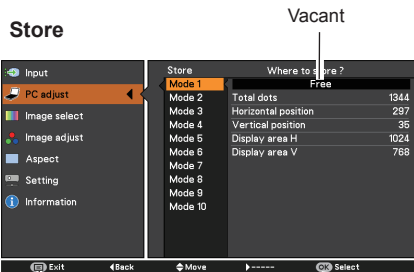 Vacant
Store
Input
PC adjust
Image select
Image adjust
Aspect
Setting
Information
Store
Mode 1
Mode 2
Mode 3
Mode 4
Mode 5
Mode 6
Mode 7
Mode 8
Mode 9
Mode 10
Where to store ?
Free
Total dots 1344
Horizontal position 297
Vertical position 35
Display area H 1024
Display area V 768
Exit Back Move ----- OK Select